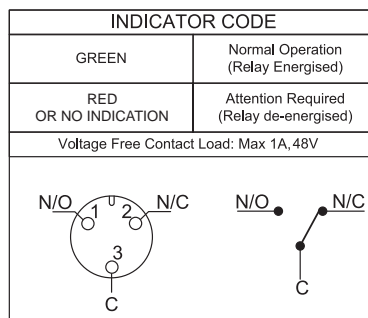 INDICATOR CODE
GREEN
Normal Operation
(Relay Energised)
RED
OR NO INDICATION
Attention Required
(Relay de-energised)
Voltage Free Contact Load: Max 1A, 48V
N/O 1 2 N/C
3
C
N/O N/C
C